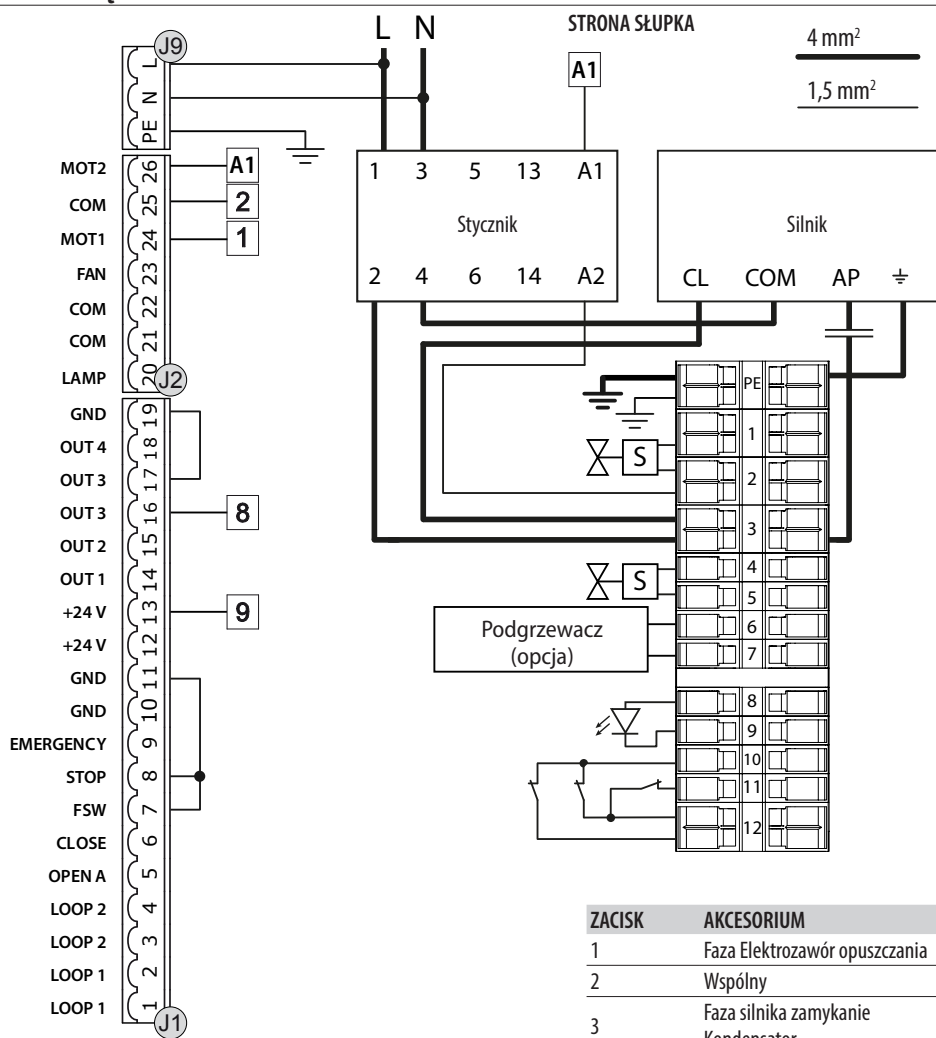 L N
STRONA SŁUPKA
4 mm²
1,5 mm²
A1
J9
L
N
PE
MOT2 26 A1
COM 25 2
MOT1 24 1
FAN 23
COM 22
COM 21
LAMP 20
J2
GND 19
OUT 4 18
OUT 3 17
OUT 3 16 8
OUT 2 15
OUT 1 14
+24 V 13 9
+24 V 12
GND 11
GND 10
EMERGENCY 9
STOP 8
FSW 7
CLOSE 6
OPEN A 5
LOOP 2 4
LOOP 2 3
LOOP 1 2
LOOP 1 1
J1
1 3 5 13 A1
Stycznik
2 4 6 14 A2
Silnik
CL COM AP
PE
1
S
2
3
4
S
5
6
Podgrzewacz
(opcja)
7
8
9
10
11
12
ZACISK AKCESORIUM
1 Faza Elektrozawór opuszczania
2 Wspólny
3 Faza silnika zamykanie